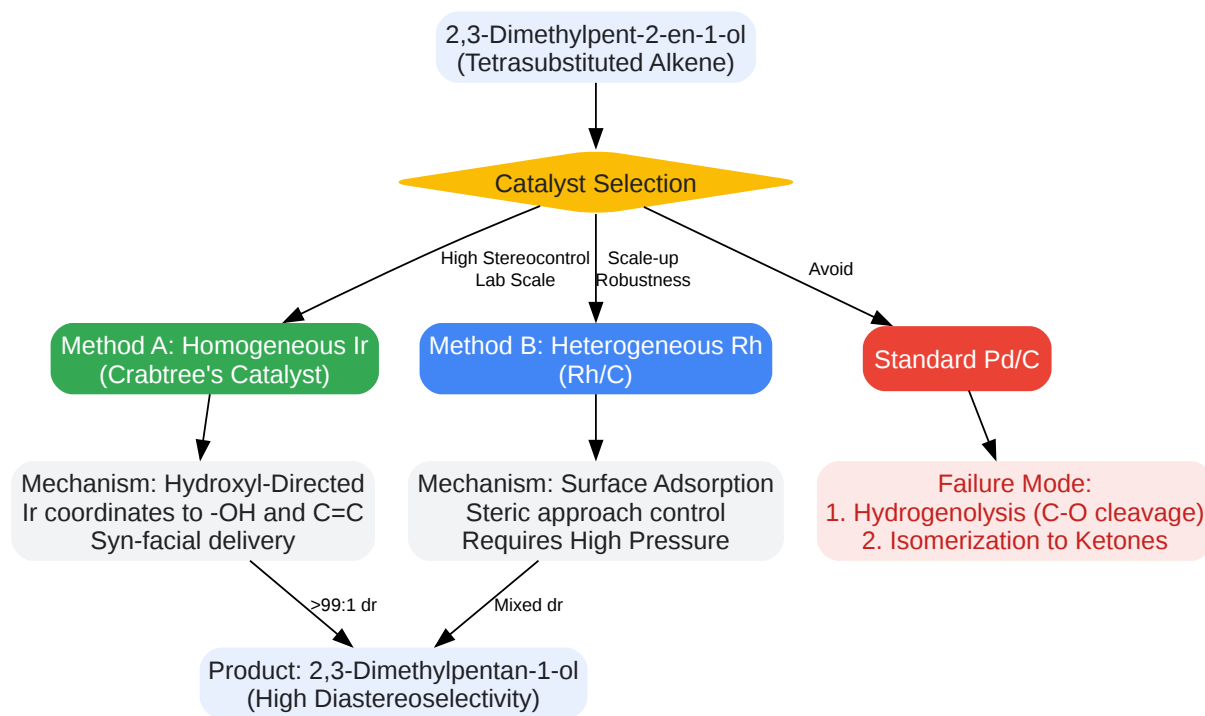 2,3-Dimethylpent-2-en-1-ol
(Tetrasubstituted Alkene)
Catalyst Selection
High Stereocontrol
Lab Scale
Scale-up
Robustness
Avoid
Method A: Homogeneous Ir
(Crabtree's Catalyst)
Method B: Heterogeneous Rh
(Rh/C)
Standard Pd/C
Mechanism: Hydroxyl-Directed
Ir coordinates to -OH and C=C
Syn-facial delivery
Mechanism: Surface Adsorption
Steric approach control
Requires High Pressure
Failure Mode:
1. Hydrogenolysis (C-O cleavage)
2. Isomerization to Ketones
>99:1 dr
Mixed dr
Product: 2,3-Dimethylpentan-1-ol
(High Diastereoselectivity)